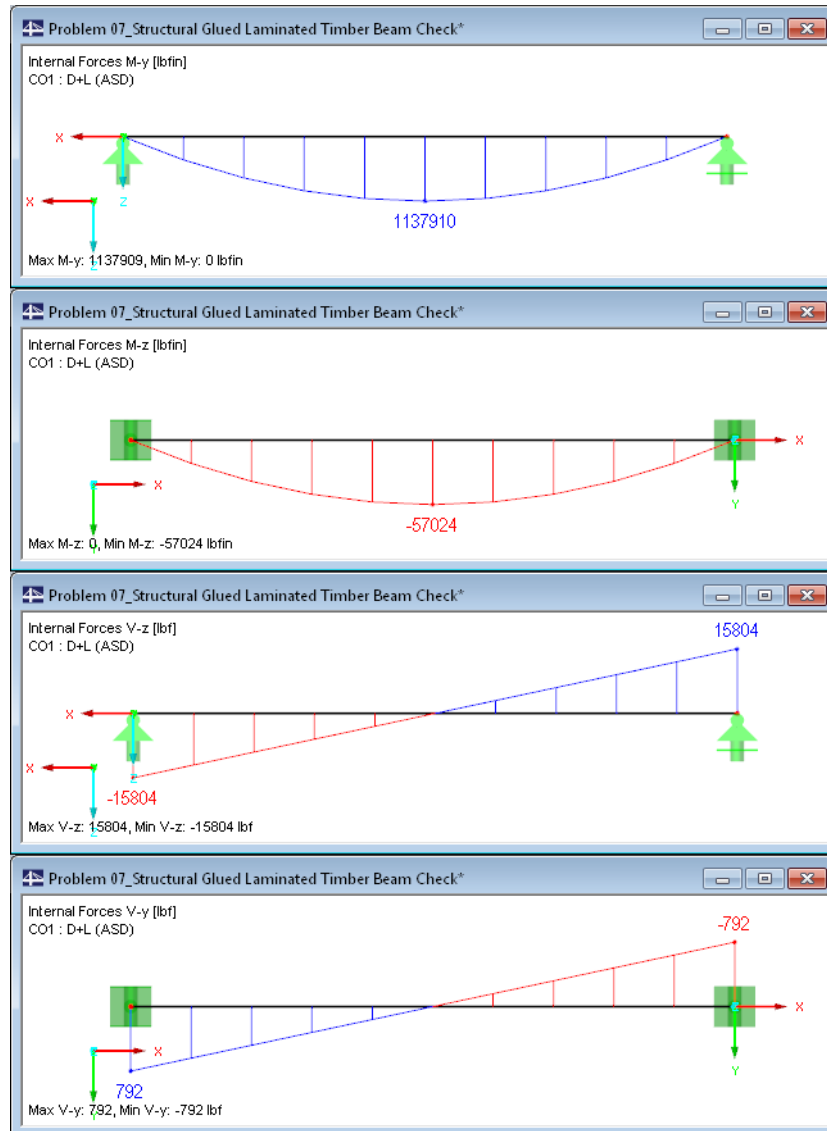 Problem 07_Structural Glued Laminated Timber Beam Check*
Internal Forces M-y [lbfin]
CO1 : D+L (ASD)
X
Z
X
1137910
Z
Max M-y: 1137909, Min M-y: 0 lbfin
Problem 07_Structural Glued Laminated Timber Beam Check*
Internal Forces M-z [lbfin]
CO1 : D+L (ASD)
X
X
Y
-57024
Y
Max M-z: 0, Min M-z: -57024 lbfin
Problem 07_Structural Glued Laminated Timber Beam Check*
Internal Forces V-z [lbf]
CO1 : D+L (ASD)
15804
X
X
Z
-15804
Z
Max V-z: 15804, Min V-z: -15804 lbf
Problem 07_Structural Glued Laminated Timber Beam Check*
Internal Forces V-y [lbf]
CO1 : D+L (ASD)
-792
X
X
Y
792
Y
Max V-y: 792, Min V-y: -792 lbf